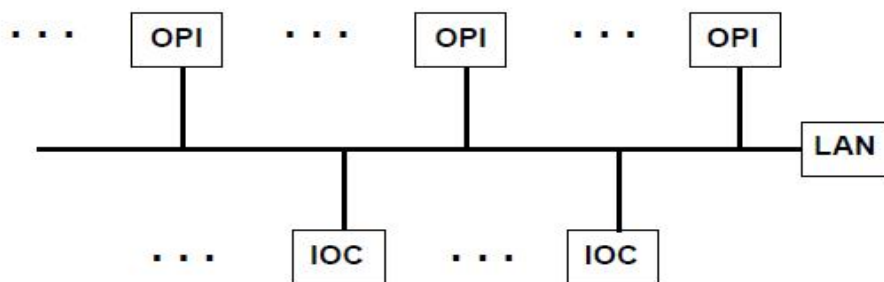 . . . OPI . . . OPI . . . OPI
LAN
. . . IOC . . . IOC